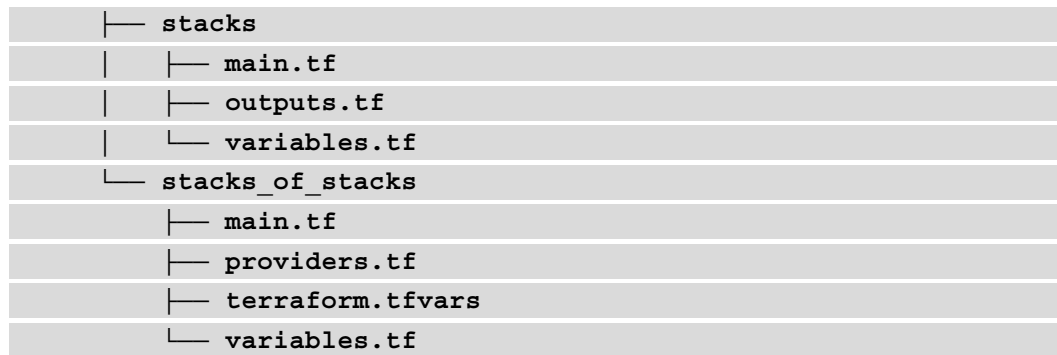 ├── stacks
│   ├── main.tf
│   ├── outputs.tf
│   └── variables.tf
└── stacks_of_stacks
    ├── main.tf
    ├── providers.tf
    ├── terraform.tfvars
    └── variables.tf